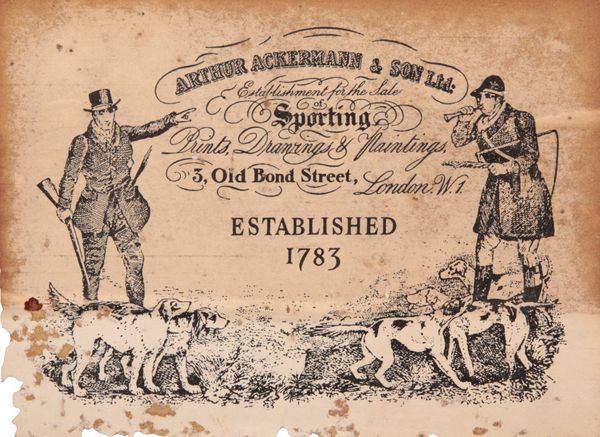 ARTHUR ACKERMANN & SON Ltd.
Establishment for the Sale
of
Sporting
Prints, Drawings & Paintings,
3, Old Bond Street, London. W.1
ESTABLISHED
1783